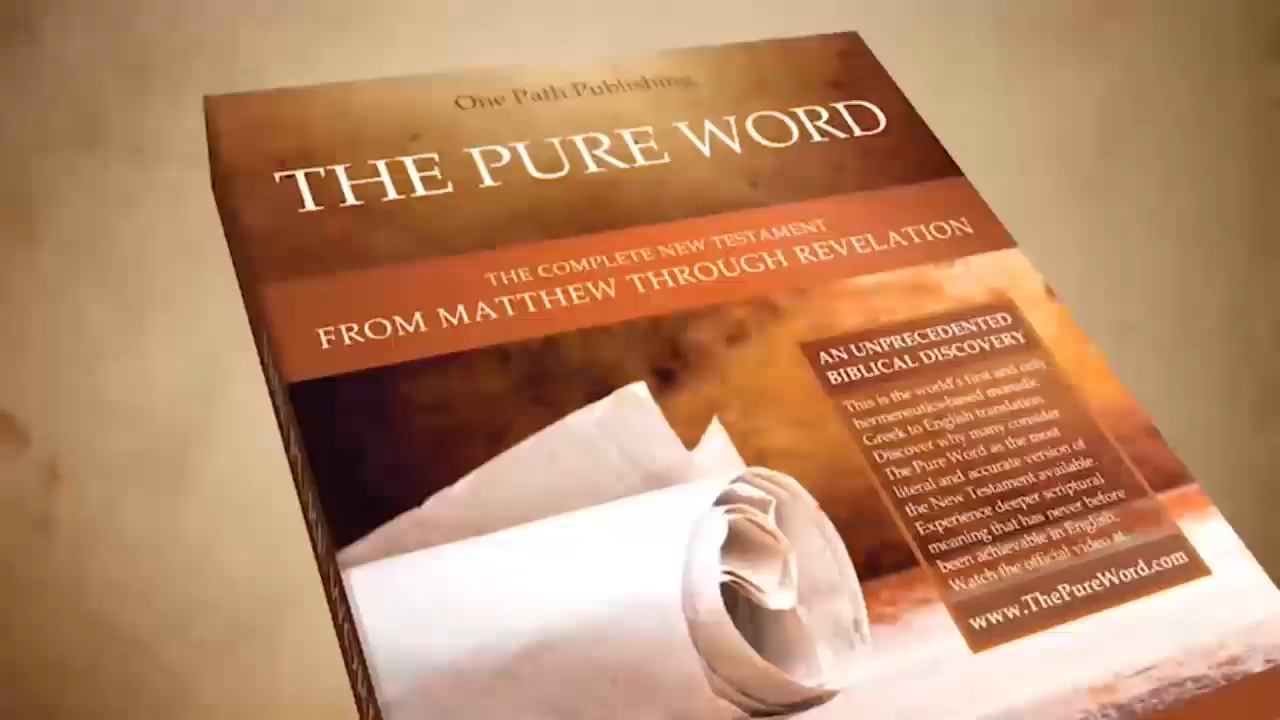 One Path Publishing
THE PURE WORD
THE COMPLETE NEW TESTAMENT
FROM MATTHEW THROUGH REVELATION
AN UNPRECEDENTED
BIBLICAL DISCOVERY
This is the world's first and only
hermeneutics-based monadic
Greek to English translation.
Discover why many consider
The Pure Word as the most
literal and accurate version of
the New Testament available.
Experience deeper scriptural
meaning that has never before
been achievable in English.
Watch the official video at
www.ThePureWord.com